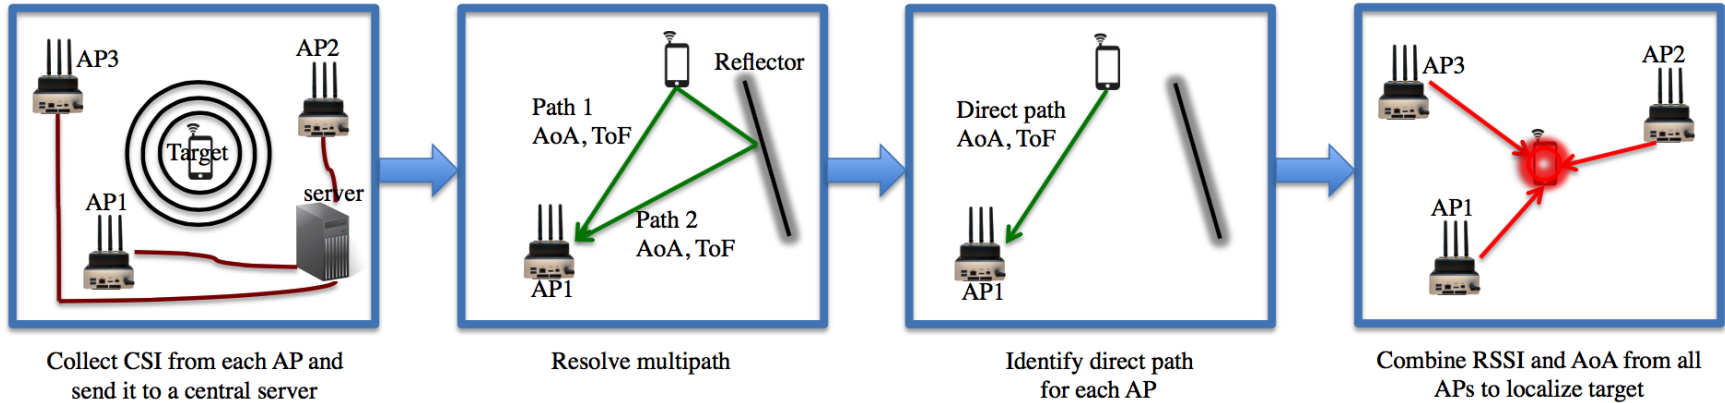 AP3
AP2
Target
server
AP1
Collect CSI from each AP and
send it to a central server
Reflector
Path 1
AoA, ToF
Path 2
AoA, ToF
AP1
Resolve multipath
Direct path
AoA, ToF
AP1
Identify direct path
for each AP
AP3
AP2
AP1
Combine RSSI and AoA from all
APs to localize target